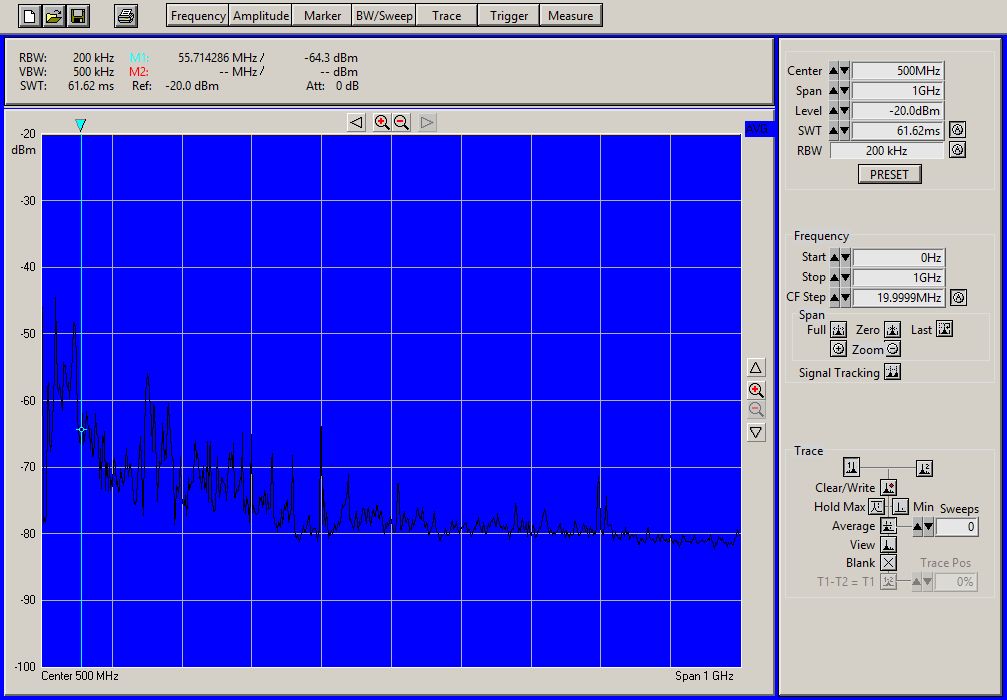 Frequency Amplitude Marker BW/Sweep Trace Trigger Measure
RBW: 200 kHz M1: 55.714286 MHz / -64.3 dBm
VBW: 500 kHz M2: -- MHz / -- dBm
SWT: 61.62 ms Ref: -20.0 dBm Att: 0 dB
-20
dBm
-30
-40
-50
-60
-70
-80
-90
-100
Center 500 MHz Span 1 GHz
AVG
Center 500MHz
Span 1GHz
Level -20.0dBm
SWT 61.62ms
RBW 200 kHz
PRESET
Frequency
Start 0Hz
Stop 1GHz
CF Step 19.9999MHz
Span
Full Zero Last
Zoom
Signal Tracking
Trace
1 2
Clear/Write
Hold Max Min Sweeps
Average 0
View
Blank Trace Pos
T1-T2 = T1 0%